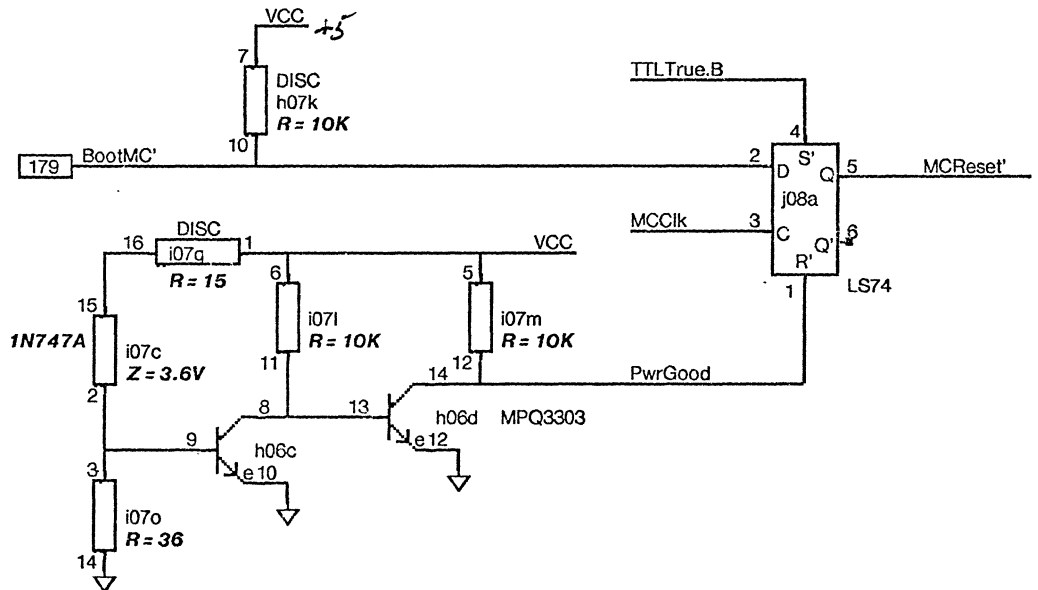 VCC +5
7
DISC
h07k
R = 10K
10
TTLTrue.B
4
179 BootMC'
2 D S' Q 5 MCReset'
j08a
MCClk 3 C Q' 6
R'
1 LS74
DISC
16 i07q 1 VCC
R = 15
6 5
15
i07l i07m
1N747A R = 10K R = 10K
i07c
Z = 3.6V 11 12
2 14 PwrGood
8 13 h06d MPQ3303
9 h06c e 12
3 e 10
i07o
R = 36
14